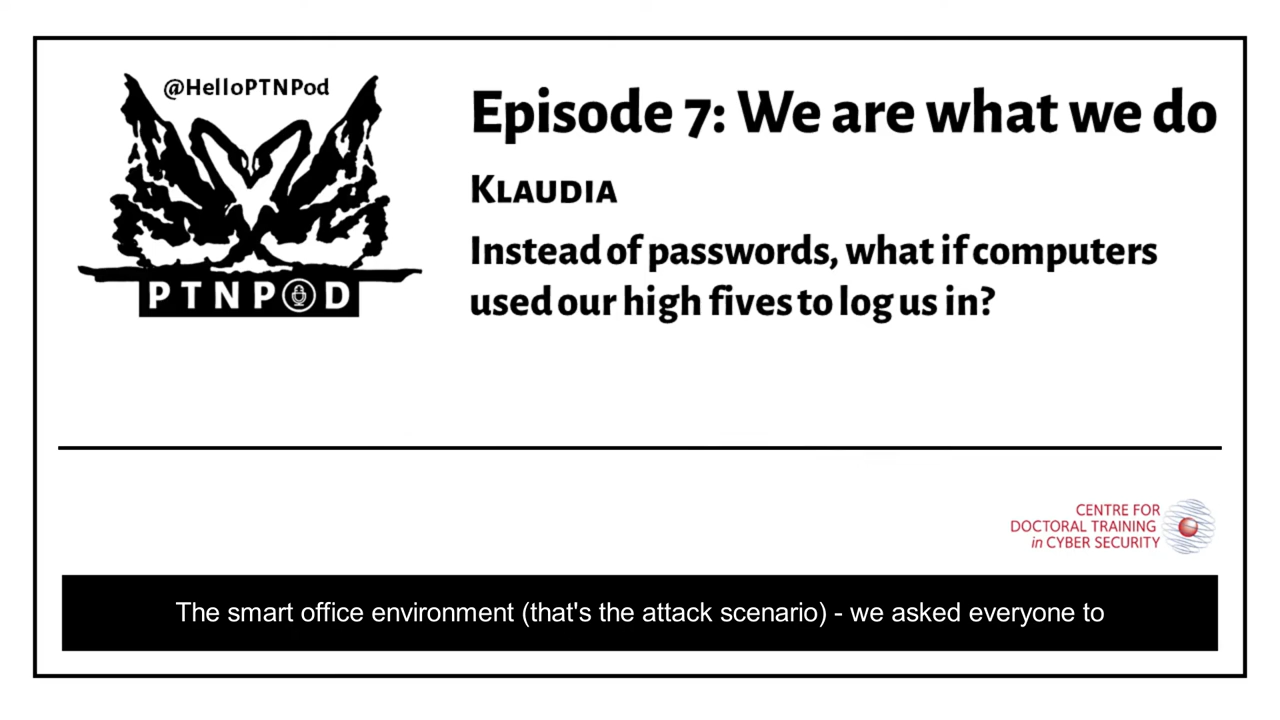 @HelloPTNPod
PTNPOD
Episode 7: We are what we do
KLAUDIA
Instead of passwords, what if computers
used our high fives to log us in?
CENTRE FOR
DOCTORAL TRAINING
in CYBER SECURITY
The smart office environment (that's the attack scenario) - we asked everyone to